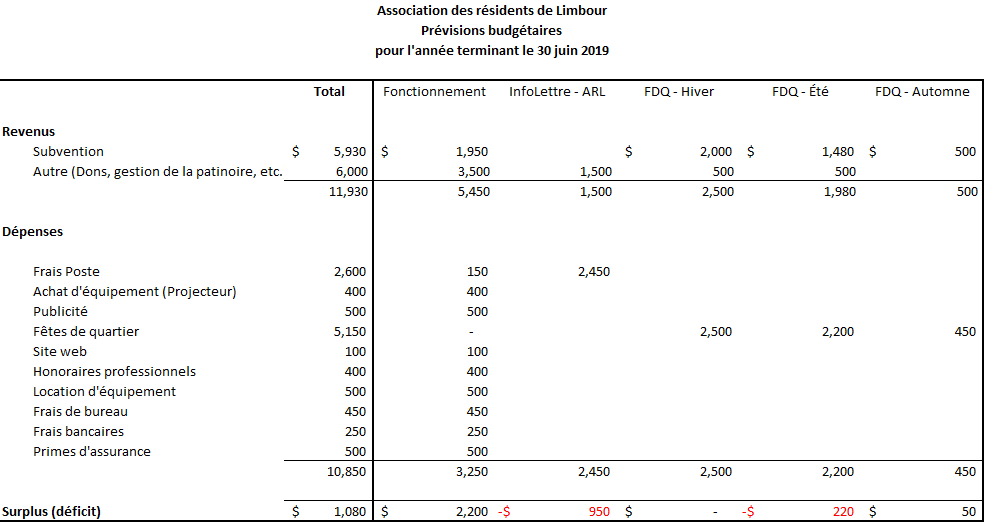 Association des résidents de Limbour
Prévisions budgétaires
pour l'année terminant le 30 juin 2019
Total Fonctionnement InfoLettre - ARL FDQ - Hiver FDQ - Été FDQ - Automne
Revenus
Subvention $ 5,930 $ 1,950 $ 2,000 $ 1,480 $ 500
Autre (Dons, gestion de la patinoire, etc. 6,000 3,500 1,500 500 500
11,930 5,450 1,500 2,500 1,980 500
Dépenses
Frais Poste 2,600 150 2,450
Achat d'équipement (Projecteur) 400 400
Publicité 500 500
Fêtes de quartier 5,150 - 2,500 2,200 450
Site web 100 100
Honoraires professionnels 400 400
Location d'équipement 500 500
Frais de bureau 450 450
Frais bancaires 250 250
Primes d'assurance 500 500
10,850 3,250 2,450 2,500 2,200 450
Surplus (déficit) $ 1,080 $ 2,200 -$ 950 $ - -$ 220 $ 50